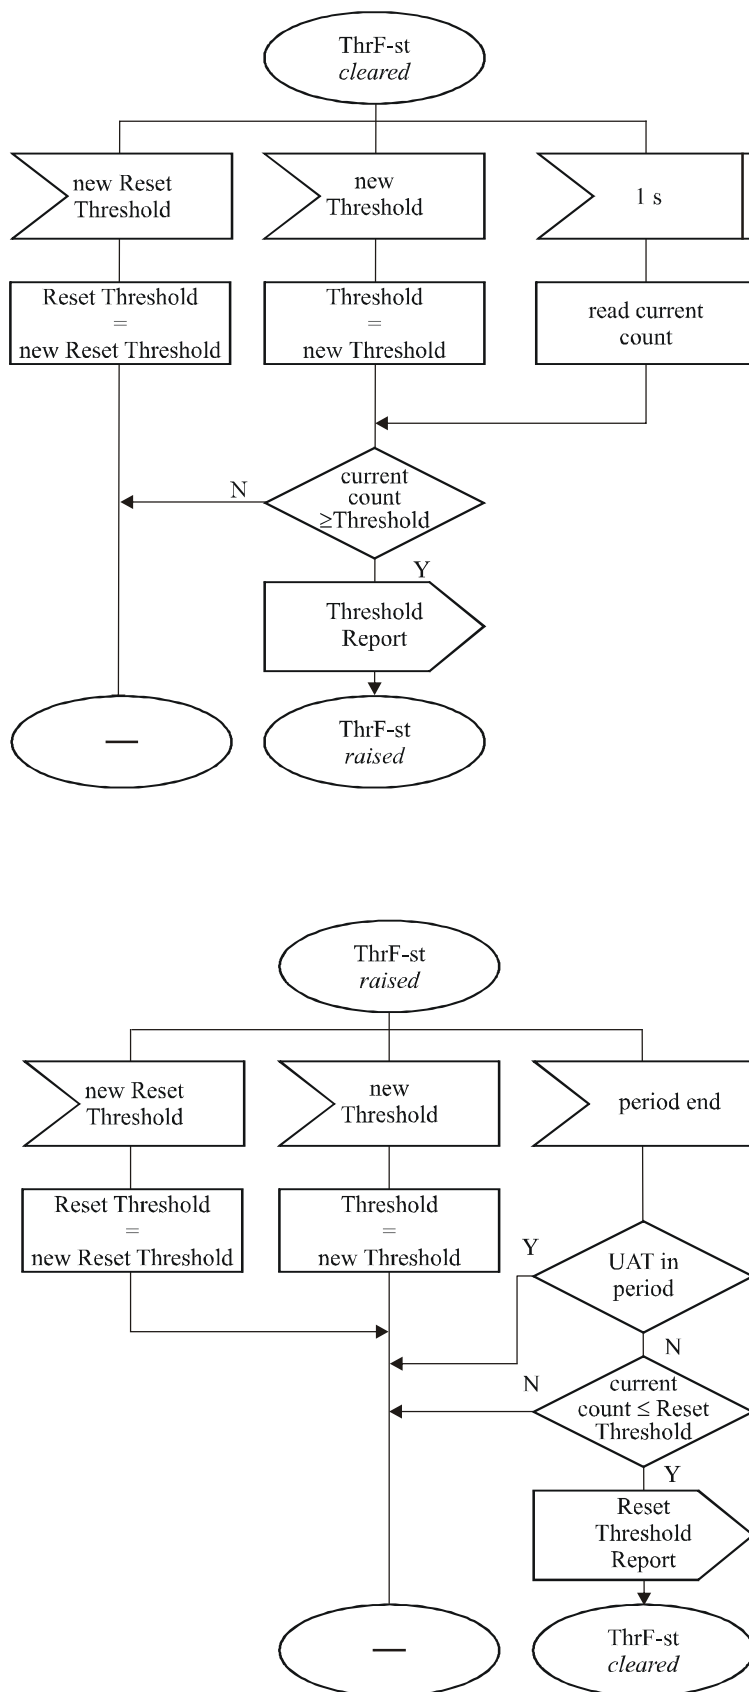 ThrF-st
cleared
new Reset
Threshold
new
Threshold
1 s
Reset Threshold
=
new Reset Threshold
Threshold
=
new Threshold
read current
count
current
count
≥Threshold
N
Y
Threshold
Report
—
ThrF-st
raised
ThrF-st
raised
new Reset
Threshold
new
Threshold
period end
Reset Threshold
=
new Reset Threshold
Threshold
=
new Threshold
Y
UAT in
period
N
N
current
count ≤ Reset
Threshold
Y
Reset
Threshold
Report
—
ThrF-st
cleared